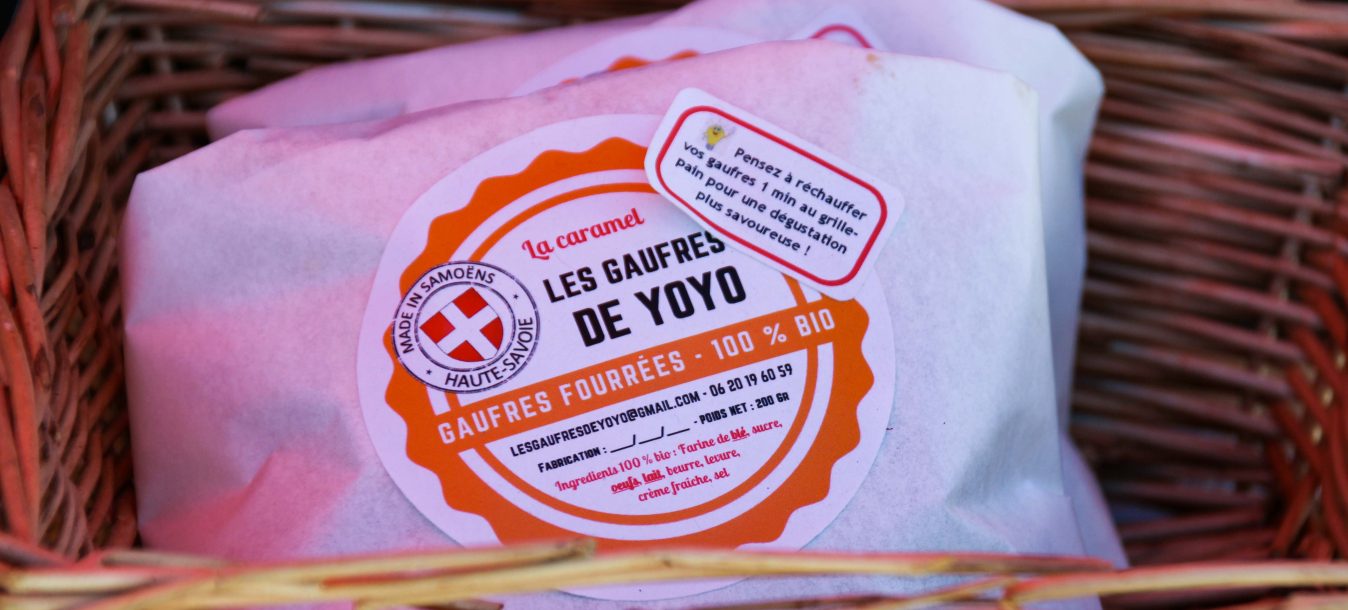 Pensez à réchauffer
vos gaufres 1 min au grille-
pain pour une dégustation
plus savoureuse !
La caramel
LES GAUFRES
DE YOYO
MADE IN SAMOËNS
HAUTE-SAVOIE
GAUFRES FOURRÉES - 100 % BIO
LESGAUFRESDEYOYO@GMAIL.COM - 06 20 19 60 59
FABRICATION : __/__/__ - POIDS NET : 200 GR
Ingredients 100 % bio : Farine de blé, sucre,
oeufs, lait, beurre, levure,
crème fraiche, sel